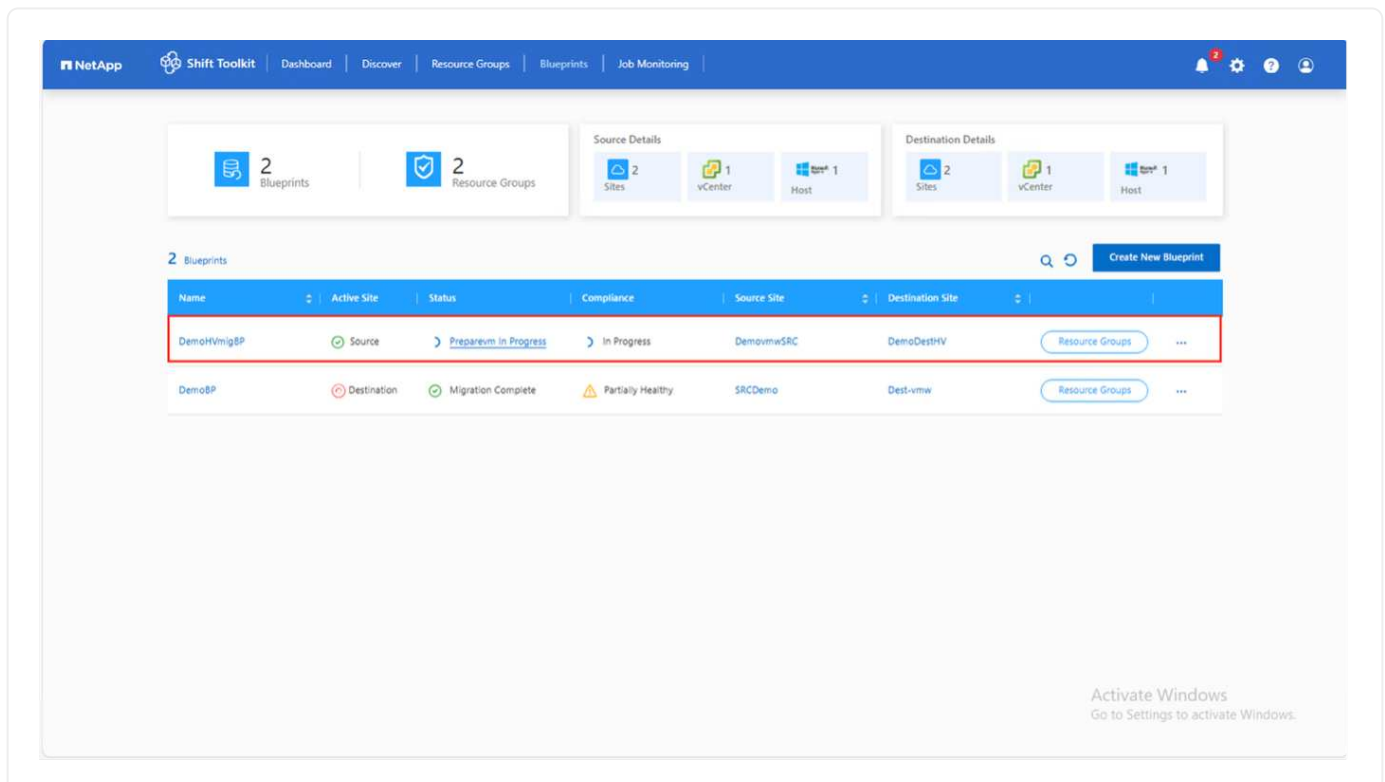 NetApp Shift Toolkit Dashboard Discover Resource Groups Blueprints Job Monitoring 2
2 Blueprints
2 Resource Groups
Source Details
2 Sites
1 vCenter
1 Host
Destination Details
2 Sites
1 vCenter
1 Host
2 Blueprints Create New Blueprint
Name Active Site Status Compliance Source Site Destination Site
DemoHVmigBP Source Preparevm In Progress In Progress DemovmwSRC DemoDestHV Resource Groups ...
DemoBP Destination Migration Complete Partially Healthy SRCDemo Dest-vmw Resource Groups ...
Activate Windows
Go to Settings to activate Windows.